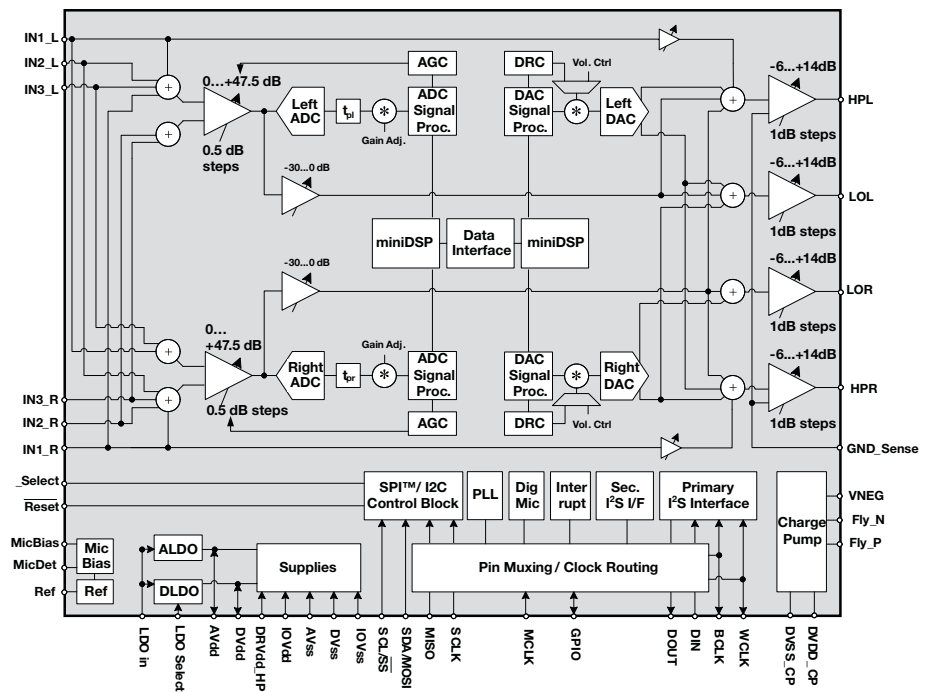 IN1_L
IN2_L
IN3_L
0…+47.5 dB
0.5 dB
steps
Left
ADC
t_pl
*
Gain Adj.
AGC
ADC
Signal
Proc.
DRC
DAC
Signal
Proc.
Vol. Ctrl
*
Left
DAC
-6...+14dB
HPL
1dB steps
-30...0 dB
-6...+14dB
LOL
1dB steps
miniDSP
Data
Interface
miniDSP
-30...0 dB
-6...+14dB
LOR
1dB steps
0…
+47.5 dB
0.5 dB steps
Right
ADC
t_pr
Gain Adj.
*
ADC
Signal
Proc.
AGC
DAC
Signal
Proc.
DRC
*
Vol. Ctrl
Right
DAC
-6...+14dB
HPR
1dB steps
IN3_R
IN2_R
IN1_R
GND_Sense
_Select
Reset
SPI™/ I2C
Control Block
PLL
Dig
Mic
Inter
rupt
Sec.
I²S I/F
Primary
I²S Interface
Charge
Pump
VNEG
Fly_N
Fly_P
MicBias
MicDet
Ref
Mic
Bias
Ref
ALDO
DLDO
Supplies
Pin Muxing / Clock Routing
LDO in
LDO Select
AVdd
DVdd
DRVdd_HP
IOVdd
AVss
DVss
IOVss
SCL/SS
SDA/MOSI
MISO
SCLK
MCLK
GPIO
DOUT
DIN
BCLK
WCLK
DVSS_CP
DVDD_CP
+
+
+
+
+
+
+
+